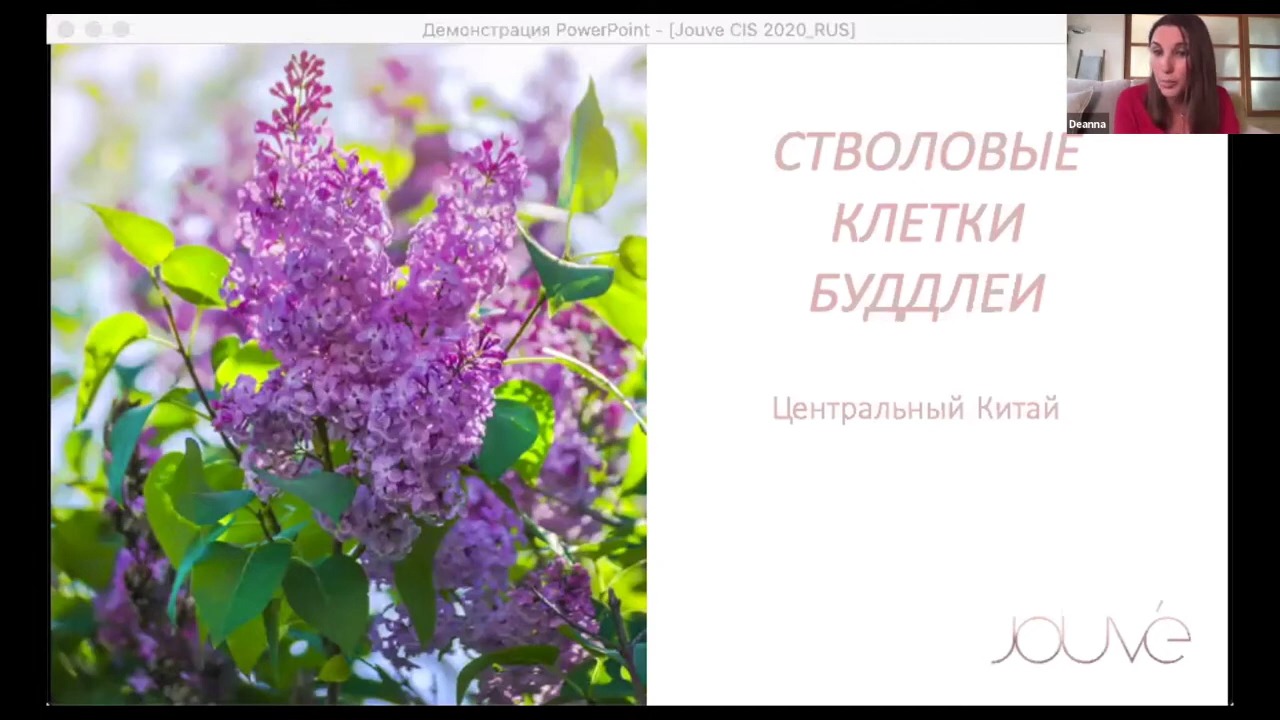 Демонстрация PowerPoint - [Jouve CIS 2020_RUS]
Deanna
СТВОЛОВЫЕ
КЛЕТКИ
БУДДЛЕИ
Центральный Китай
JOUVÉ